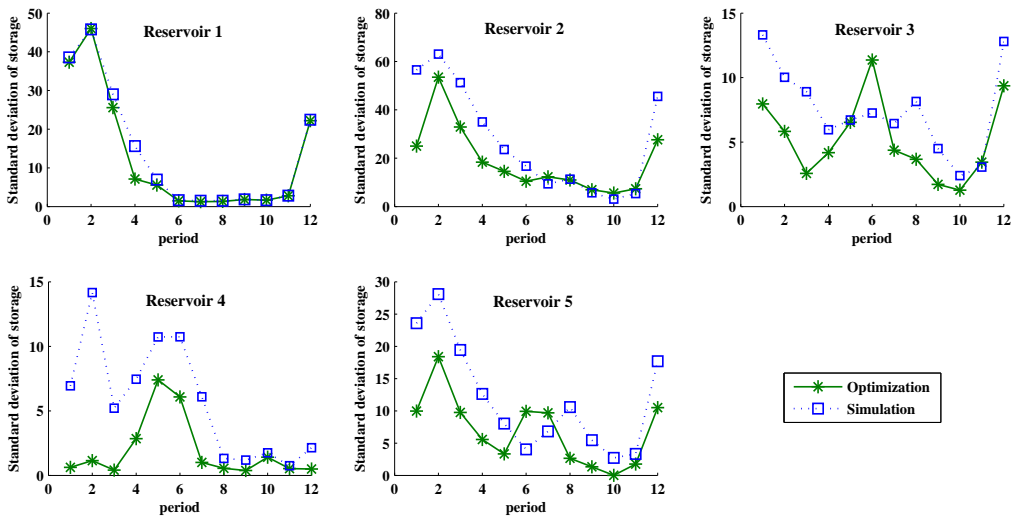 Reservoir 1
Standard deviation of storage
50
40
30
20
10
0
0 2 4 6 8 10 12
period
Reservoir 2
Standard deviation of storage
80
60
40
20
0
0 2 4 6 8 10 12
period
Reservoir 3
Standard deviation of storage
15
10
5
0
0 2 4 6 8 10 12
period
Reservoir 4
Standard deviation of storage
15
10
5
0
0 2 4 6 8 10 12
period
Reservoir 5
Standard deviation of storage
30
25
20
15
10
5
0
0 2 4 6 8 10 12
period
Optimization
Simulation